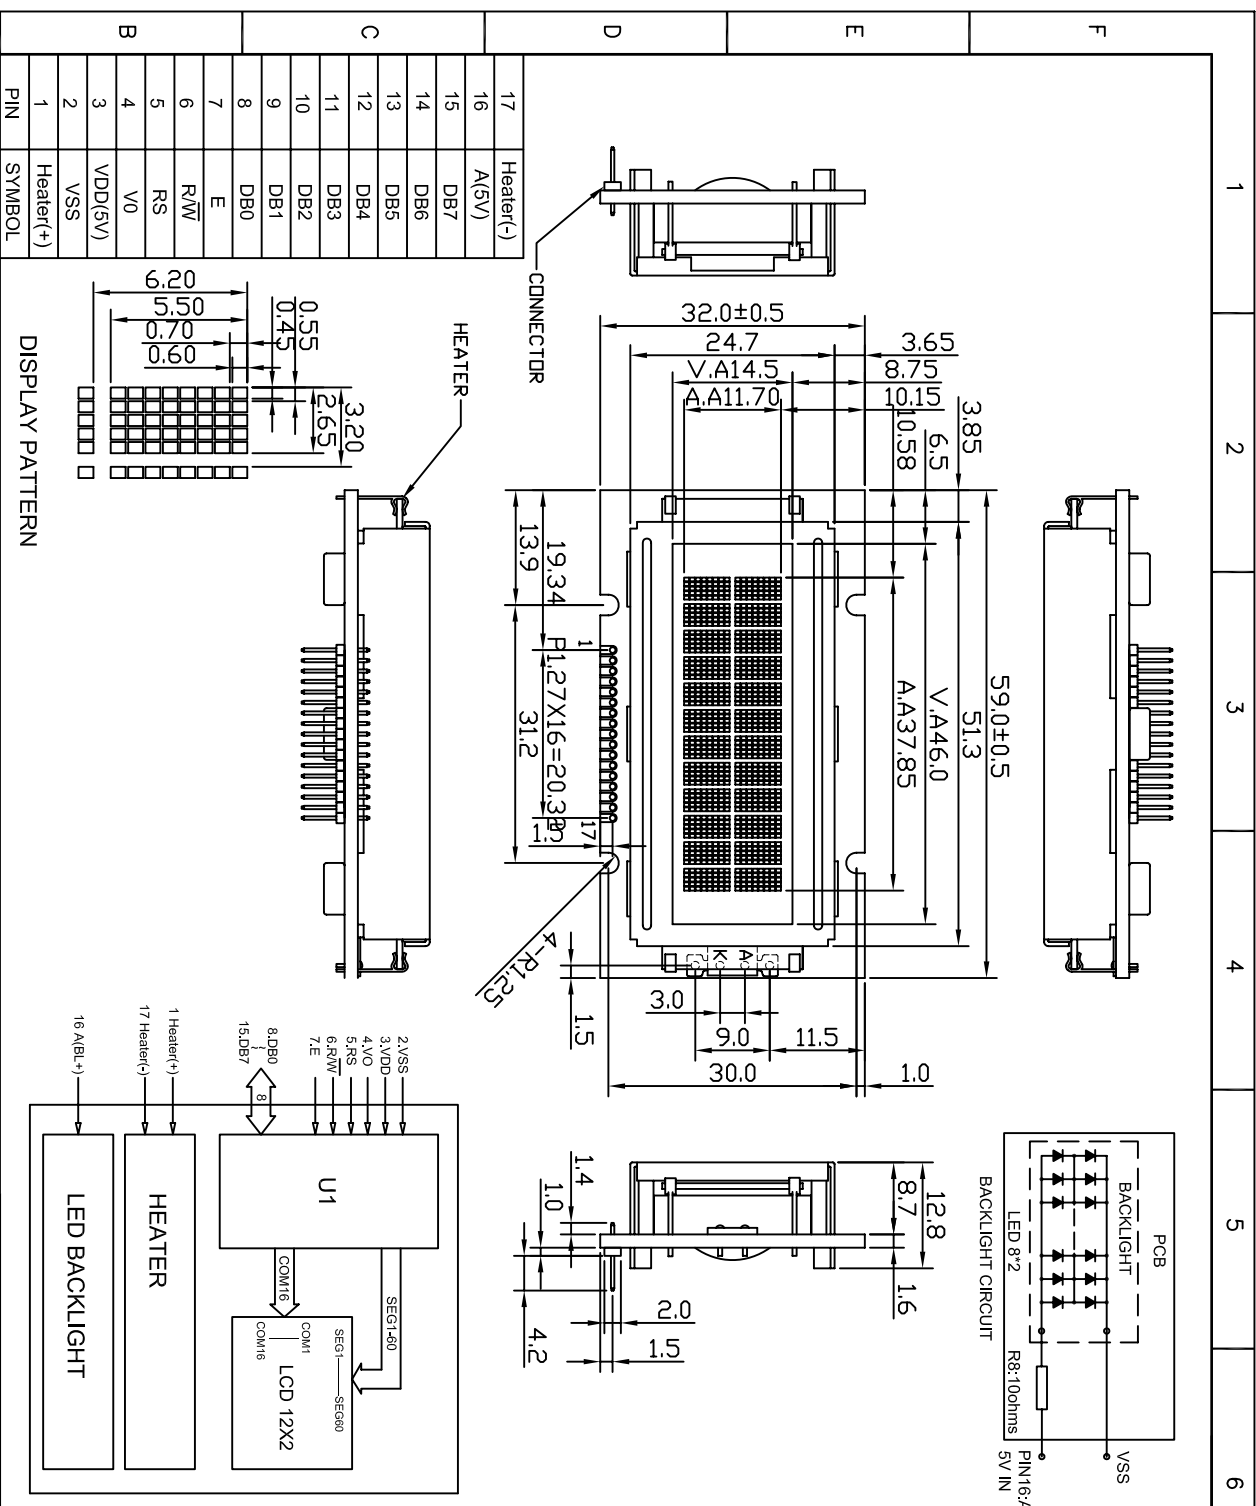 1
2
3
4
5
6
F
E
D
C
B
17 Heater(-)
16 A(5V)
15 DB7
14 DB6
13 DB5
12 DB4
11 DB3
10 DB2
9 DB1
8 DB0
7 E
6 R/W
5 RS
4 V0
3 VDD(5V)
2 VSS
1 Heater(+)
PIN SYMBOL
CONNECTOR
HEATER
6.20
5.50
0.70
0.60
0.55
0.45
3.20
2.65
DISPLAY PATTERN
32.0±0.5
24.7
V.A14.5
A.A11.70
3.65
8.75
10.15
3.85
6.5
10.58
59.0±0.5
51.3
V.A46.0
A.A37.85
19.34
13.9
1
P1.27X16=20.32
31.2
17
1.5
4-R1.25
K A
1.5
3.0
9.0
11.5
30.0
1.0
12.8
8.7
1.6
1.4
1.0
4.2
2.0
1.5
PCB
BACKLIGHT
LED 8*2
R8:10ohms
VSS
PIN16:A
5V IN
BACKLIGHT CIRCUIT
2.VSS
3.VDD
4.VO
5.RS
6.R/W
7.E
8.DB0
~
~
15.DB7
8
U1
SEG1-60
COM16
SEG1 SEG60
COM1
COM16
LCD 12X2
1 Heater(+)
17 Heater(-)
HEATER
16 A(BL+)
LED BACKLIGHT